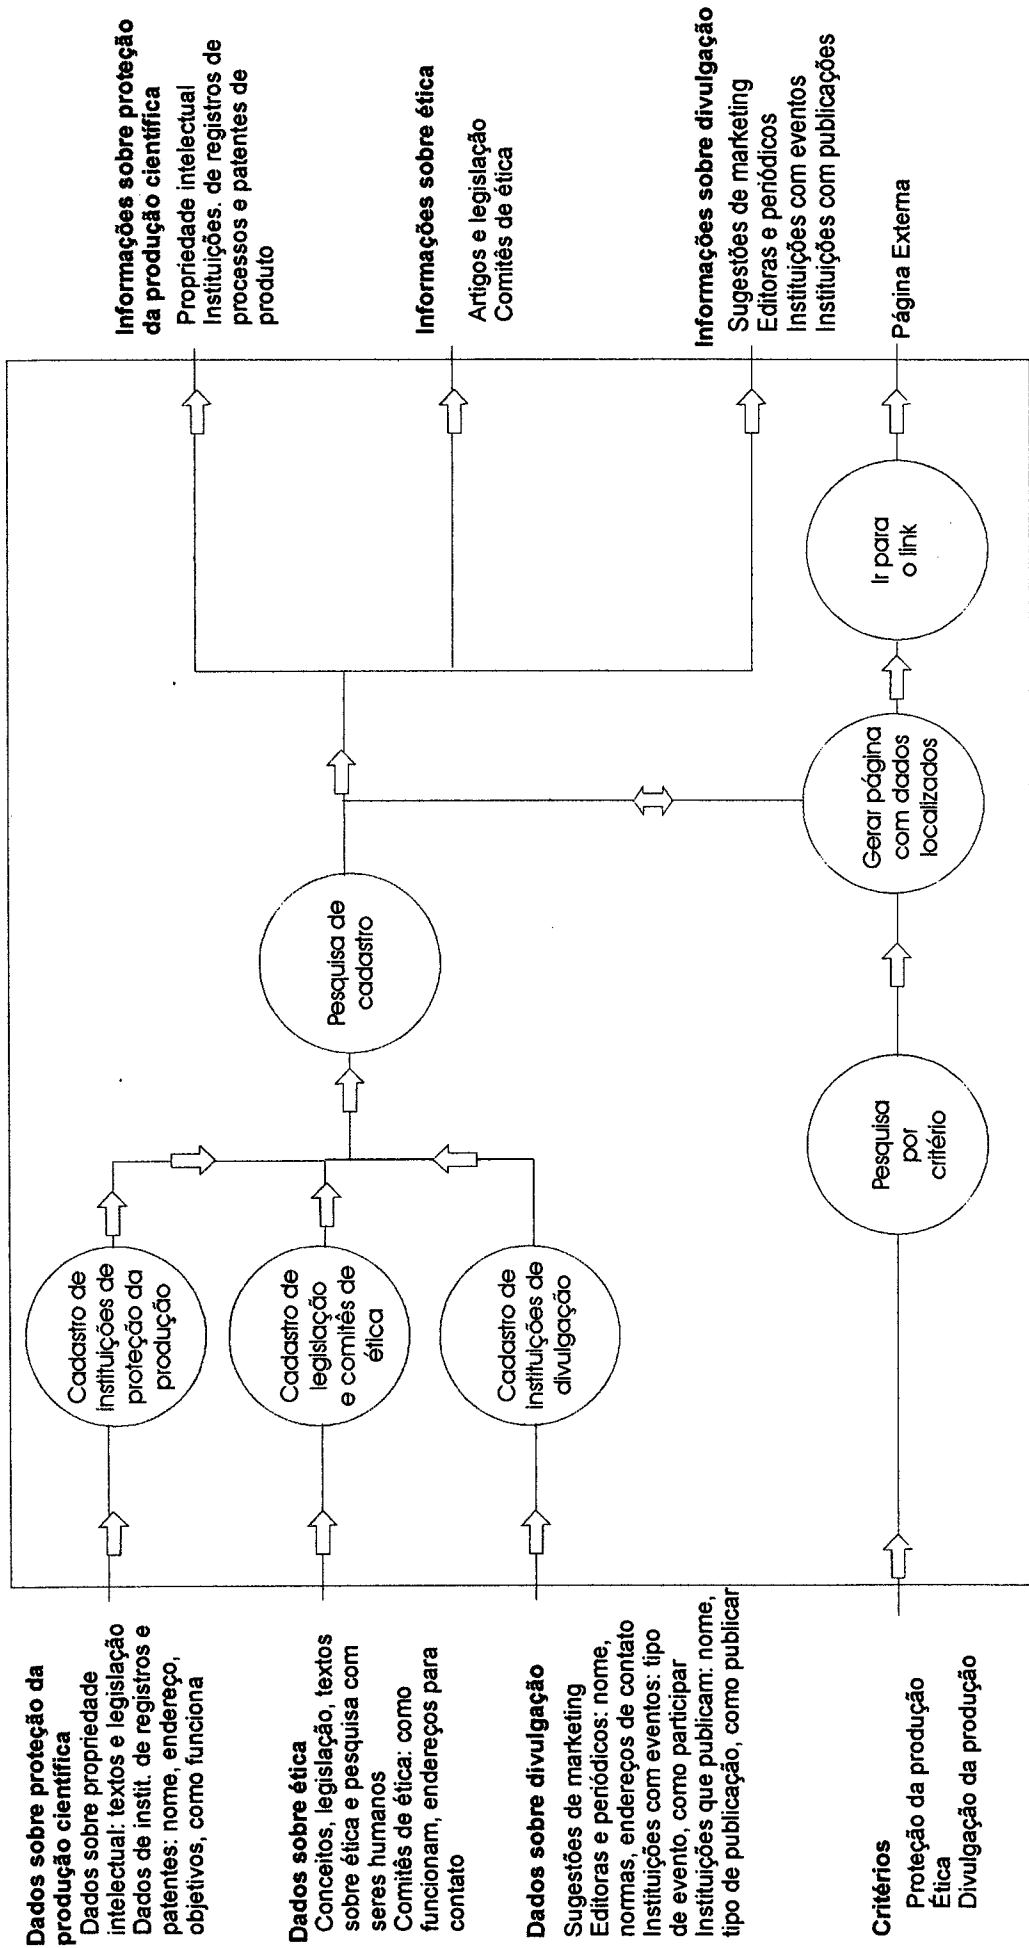 Dados sobre proteção da
produção científica
Dados sobre propriedade
intelectual: textos e legislação
Dados de instit. de registros e
patentes: nome, endereço,
objetivos, como funciona
Dados sobre ética
Conceitos, legislação, textos
sobre ética e pesquisa com
seres humanos
Comitês de ética: como
funcionam, endereços para
contato
Dados sobre divulgação
Sugestões de marketing
Editoras e periódicos: nome,
normas, endereços de contato
Instituições com eventos: tipo
de evento, como participar
Instituições que publicam: nome,
tipo de publicação, como publicar
Critérios
Proteção da produção
Ética
Divulgação da produção
Cadastro de
instituições de
proteção da
produção
Cadastro de
legislação
e comitês de
ética
Cadastro de
instituições de
divulgação
Pesquisa de
cadastro
Pesquisa
por
critério
Gerar página
com dados
localizados
Ir para
o link
Informações sobre proteção
da produção científica
Propriedade intelectual
Instituições. de registros de
processos e patentes de
produto
Informações sobre ética
Artigos e legislação
Comitês de ética
Informações sobre divulgação
Sugestões de marketing
Editoras e periódicos
Instituições com eventos
Instituições com publicações
Página Externa